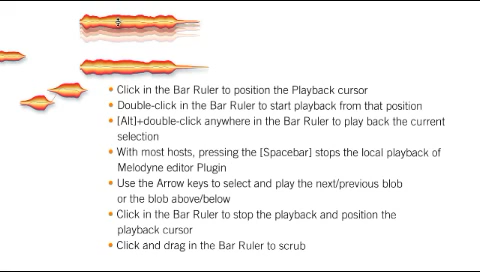 • Click in the Bar Ruler to position the Playback cursor
• Double-click in the Bar Ruler to start playback from that position
• [Alt]+double-click anywhere in the Bar Ruler to play back the current
selection
• With most hosts, pressing the [Spacebar] stops the local playback of
Melodyne editor Plugin
• Use the Arrow keys to select and play the next/previous blob
or the blob above/below
• Click in the Bar Ruler to stop the playback and position the
playback cursor
• Click and drag in the Bar Ruler to scrub